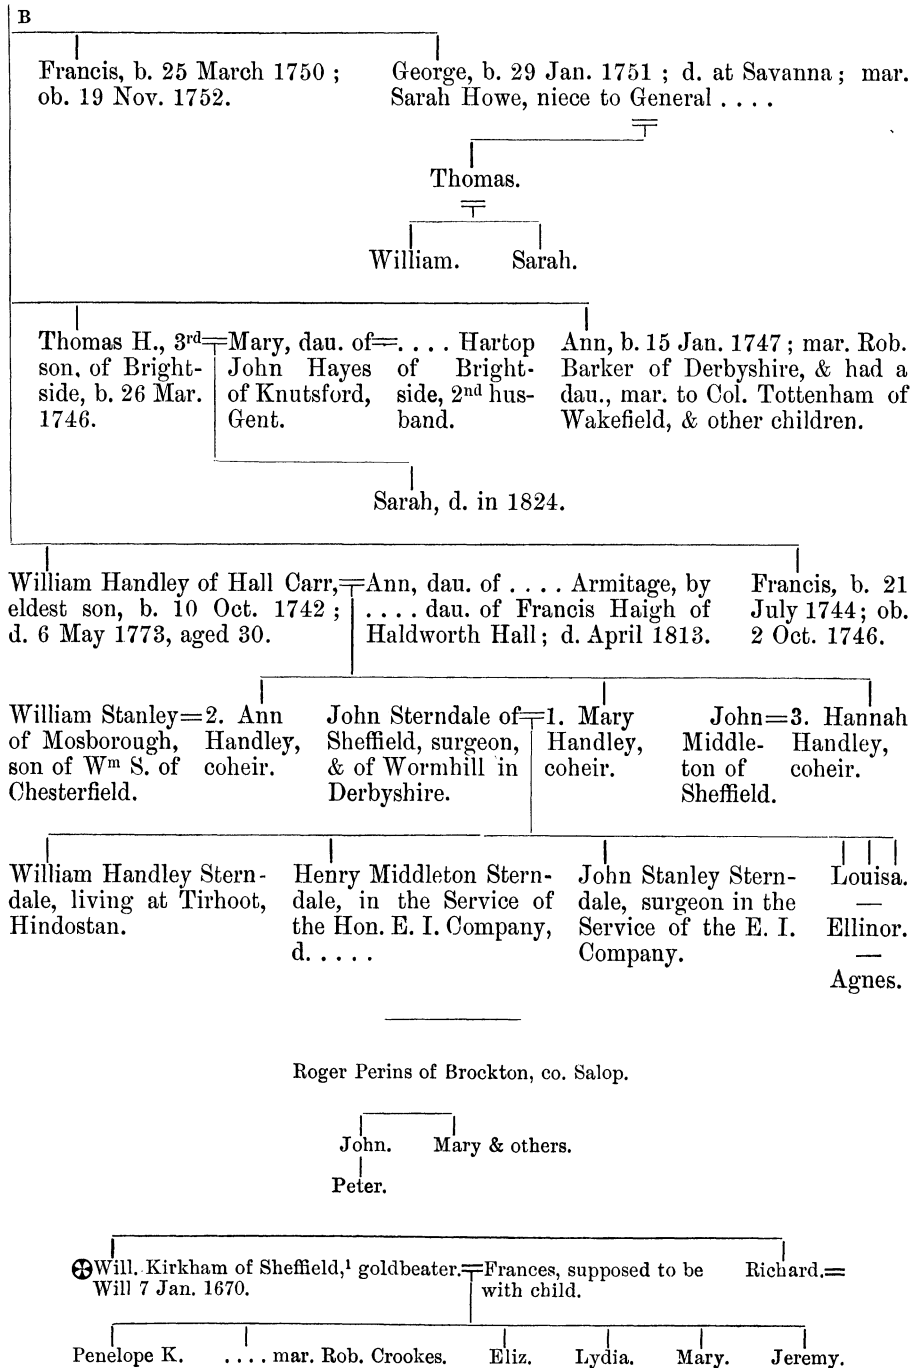 B
Francis, b. 25 March 1750 ;
ob. 19 Nov. 1752.
George, b. 29 Jan. 1751 ; d. at Savanna ; mar.
Sarah Howe, niece to General . . . .
Thomas.
William. Sarah.
Thomas H., 3rd
son, of Bright-
side, b. 26 Mar.
1746.
Mary, dau. of
John Hayes
of Knutsford,
Gent.
. . . . Hartop
of Bright-
side, 2nd hus-
band.
Ann, b. 15 Jan. 1747 ; mar. Rob.
Barker of Derbyshire, & had a
dau., mar. to Col. Tottenham of
Wakefield, & other children.
Sarah, d. in 1824.
William Handley of Hall Carr,
eldest son, b. 10 Oct. 1742 ;
d. 6 May 1773, aged 30.
Ann, dau. of . . . . Armitage, by
. . . . dau. of Francis Haigh of
Haldworth Hall ; d. April 1813.
Francis, b. 21
July 1744 ; ob.
2 Oct. 1746.
William Stanley=
of Mosborough,
son of Wm S. of
Chesterfield.
2. Ann
Handley,
coheir.
John Sterndale of
Sheffield, surgeon,
& of Wormhill in
Derbyshire.
1. Mary
Handley,
coheir.
John=
Middle-
ton of
Sheffield.
3. Hannah
Handley,
coheir.
William Handley Stern-
dale, living at Tirhoot,
Hindostan.
Henry Middleton Stern-
dale, in the Service of
the Hon. E. I. Company,
d. . . . .
John Stanley Stern-
dale, surgeon in the
Service of the E. I.
Company.
Louisa.
—
Ellinor.
—
Agnes.
Roger Perins of Brockton, co. Salop.
John. Mary & others.
Peter.
Will. Kirkham of Sheffield,1 goldbeater.
Will 7 Jan. 1670.
Frances, supposed to be
with child.
Richard.=
Penelope K. . . . . mar. Rob. Crookes. Eliz. Lydia. Mary. Jeremy.